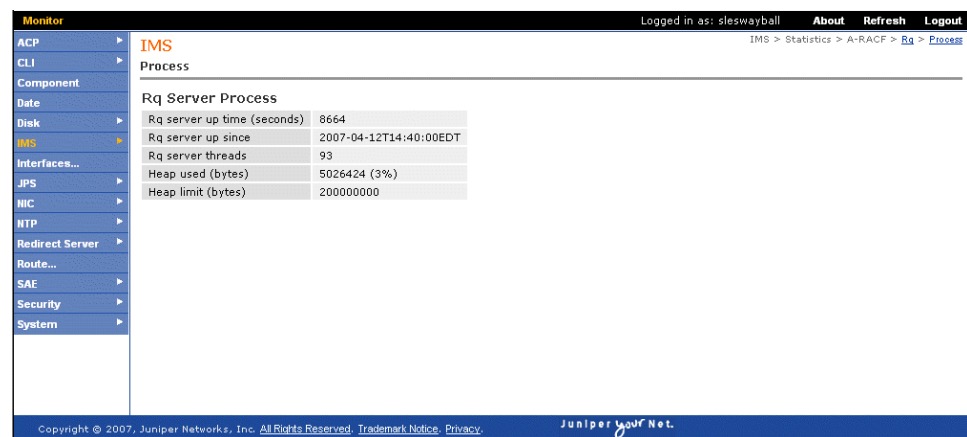 Monitor
Logged in as: sleswayball About Refresh Logout
IMS > Statistics > A-RACF > Rq > Process
ACP
CLI
Component
Date
Disk
IMS
Interfaces...
JPS
NIC
NTP
Redirect Server
Route...
SAE
Security
System
IMS
Process
Rq Server Process
Rq server up time (seconds) 8664
Rq server up since 2007-04-12T14:40:00EDT
Rq server threads 93
Heap used (bytes) 5026424 (3%)
Heap limit (bytes) 200000000
Copyright © 2007, Juniper Networks, Inc. All Rights Reserved. Trademark Notice. Privacy.
Juniper your Net.